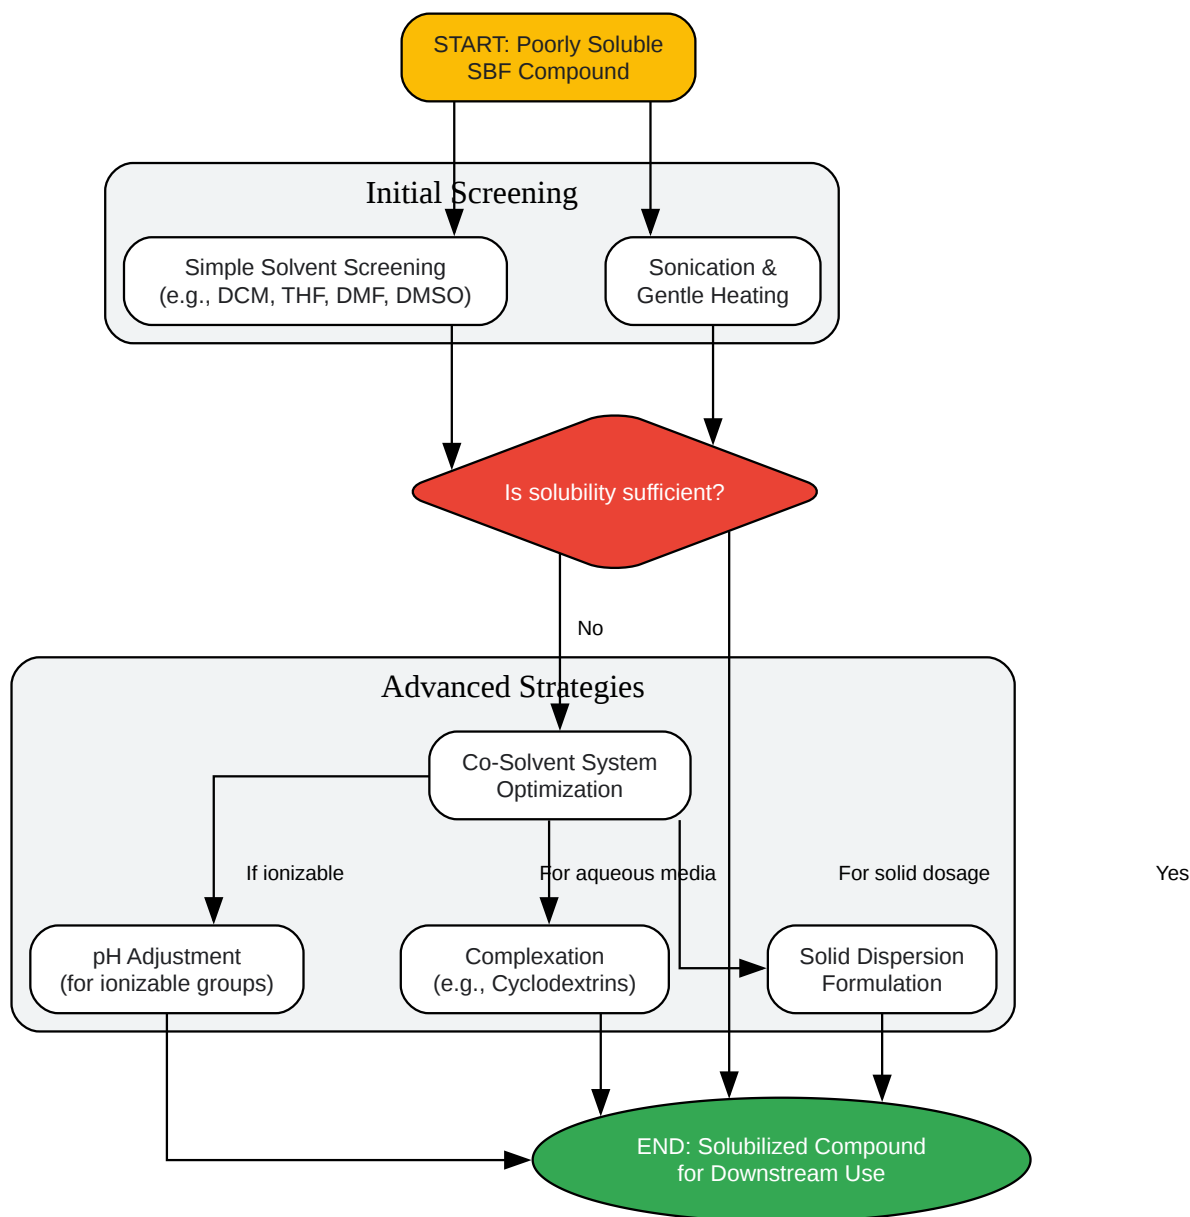 START: Poorly Soluble
SBF Compound
Initial Screening
Simple Solvent Screening
(e.g., DCM, THF, DMF, DMSO)
Sonication &
Gentle Heating
Is solubility sufficient?
No
Advanced Strategies
Co-Solvent System
Optimization
If ionizable
For aqueous media
For solid dosage
Yes
pH Adjustment
(for ionizable groups)
Complexation
(e.g., Cyclodextrins)
Solid Dispersion
Formulation
END: Solubilized Compound
for Downstream Use